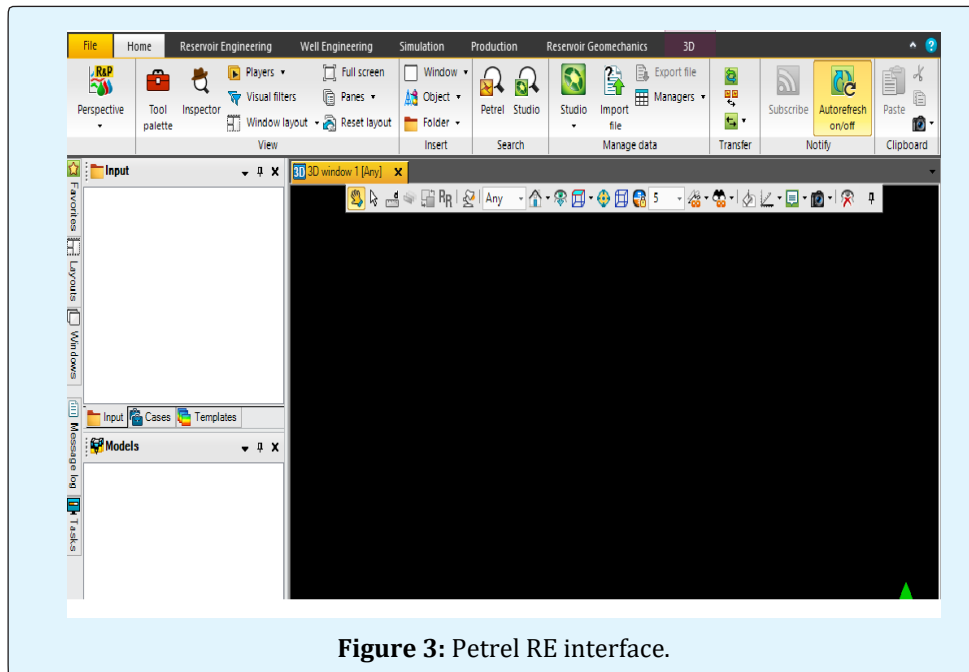 File Home Reservoir Engineering Well Engineering Simulation Production Reservoir Geomechanics 3D
R&P Players Full screen Window Export file
Visual filters Panes Object Managers
Perspective Tool palette Inspector Window layout Reset layout Folder Petrel Studio Studio Import file Subscribe Autorefresh on/off Paste
View Insert Search Manage data Transfer Notify Clipboard
Favorites
Layouts
Windows
Message log
Tasks
Input
3D 3D window 1 [Any]
RR Any 5
Input Cases Templates
Models
Figure 3: Petrel RE interface.